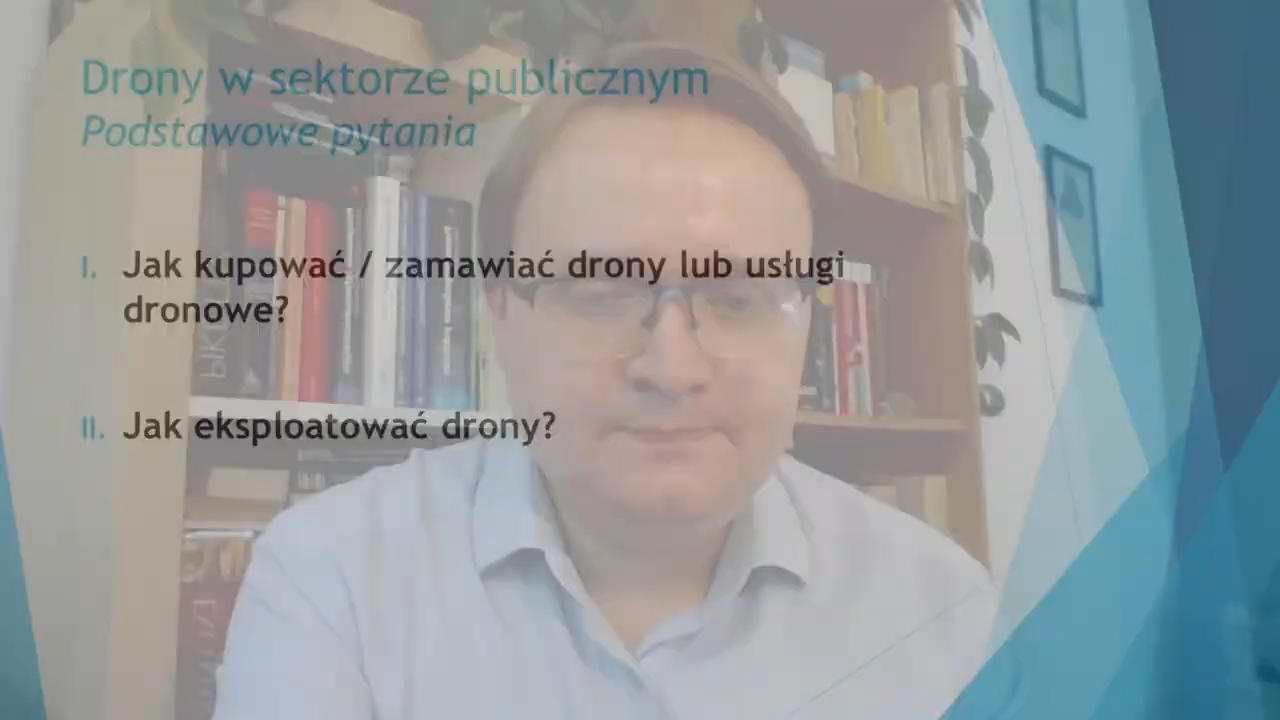 Drony w sektorze publicznym
Podstawowe pytania
I. Jak kupować / zamawiać drony lub usługi
dronowe?
II. Jak eksploatować drony?